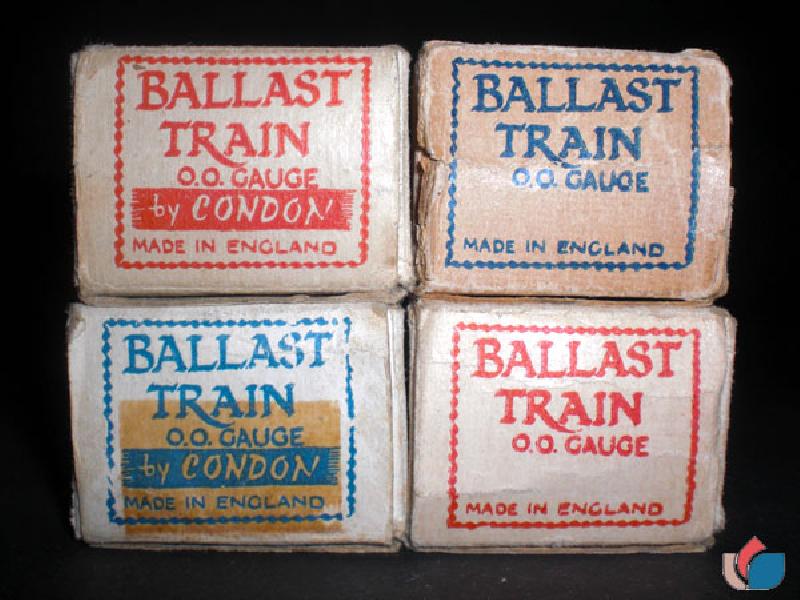 BALLAST
TRAIN
O.O. GAUGE
by CONDON
MADE IN ENGLAND
BALLAST
TRAIN
O.O. GAUGE
MADE IN ENGLAND
BALLAST
TRAIN
O.O. GAUGE
by CONDON
MADE IN ENGLAND
BALLAST
TRAIN
O.O. GAUGE
MADE IN ENGLAND